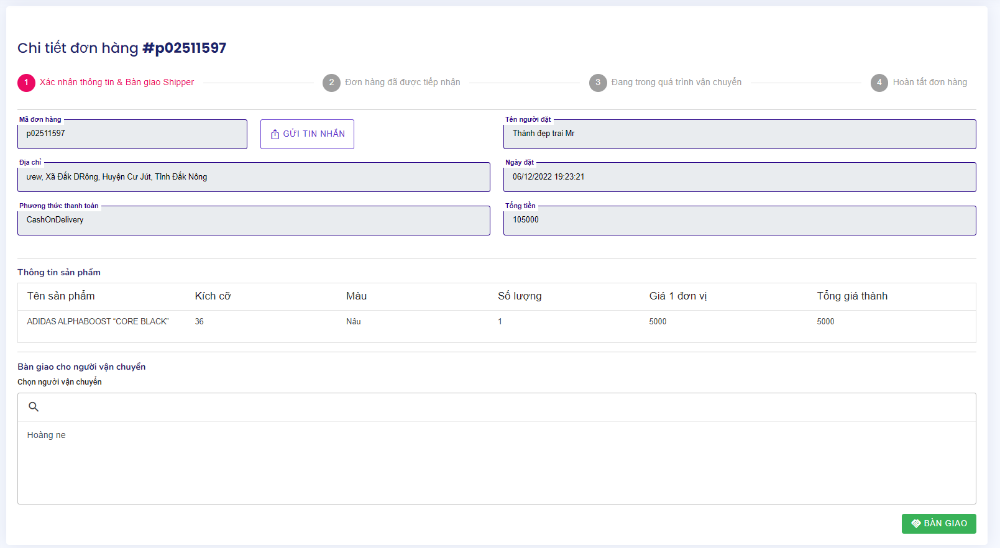 Chi tiết đơn hàng #p02511597
1 Xác nhận thông tin & Bàn giao Shipper
2 Đơn hàng đã được tiếp nhận
3 Đang trong quá trình vận chuyển
4 Hoàn tất đơn hàng
Mã đơn hàng
p02511597
GỬI TIN NHẮN
Tên người đặt
Thành đẹp trai Mr
Địa chỉ
ưew, Xã Đắk DRông, Huyện Cư Jút, Tỉnh Đắk Nông
Ngày đặt
06/12/2022 19:23:21
Phương thức thanh toán
CashOnDelivery
Tổng tiền
105000
Thông tin sản phẩm
Tên sản phẩm Kích cỡ Màu Số lượng Giá 1 đơn vị Tổng giá thành
ADIDAS ALPHABOOST “CORE BLACK” 36 Nâu 1 5000 5000
Bàn giao cho người vận chuyển
Chọn người vận chuyển
Hoàng ne
BÀN GIAO